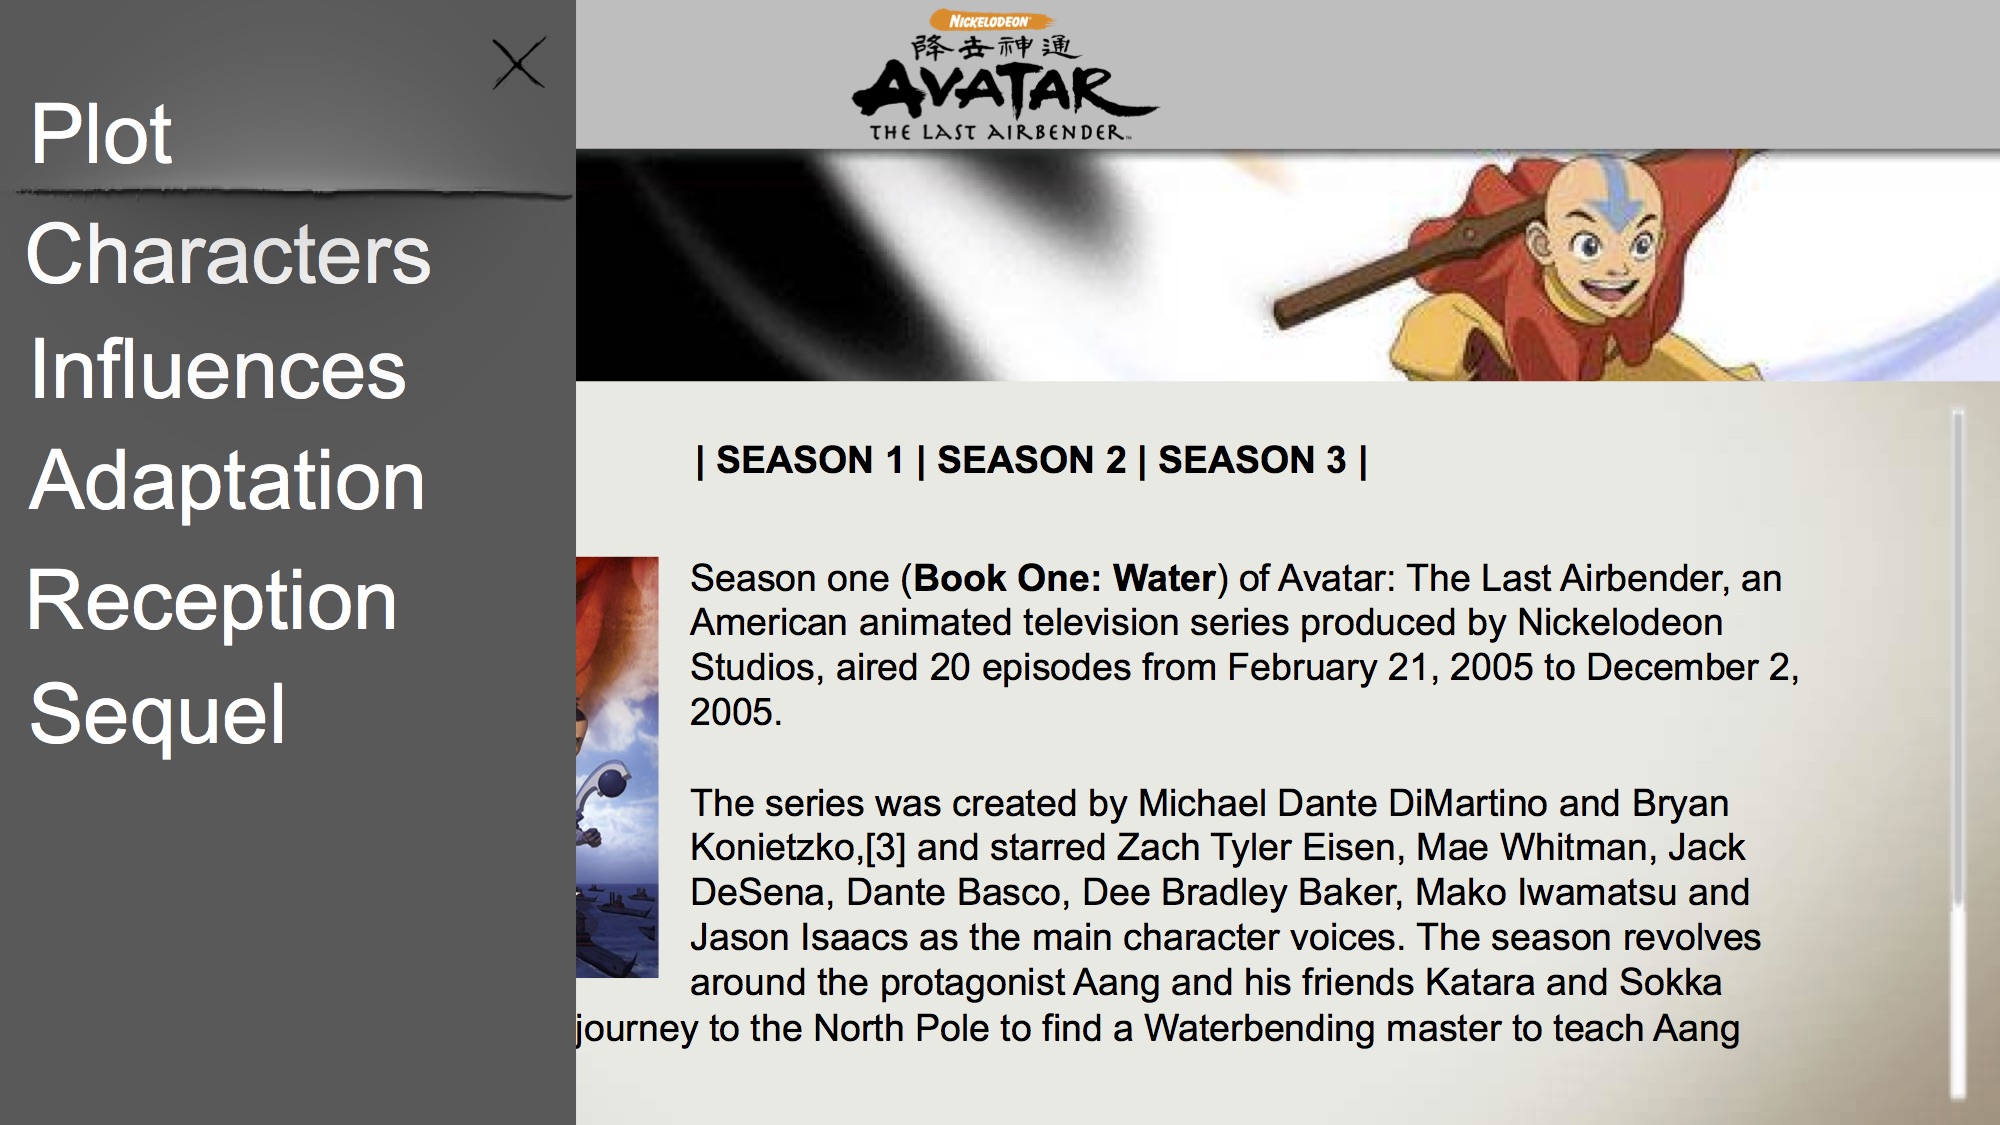 Plot
Characters
Influences
Adaptation
Reception
Sequel
NICKELODEON
降去神通
AVATAR
THE LAST AIRBENDER™
| SEASON 1 | SEASON 2 | SEASON 3 |
Season one (Book One: Water) of Avatar: The Last Airbender, an
American animated television series produced by Nickelodeon
Studios, aired 20 episodes from February 21, 2005 to December 2,
2005.
The series was created by Michael Dante DiMartino and Bryan
Konietzko,[3] and starred Zach Tyler Eisen, Mae Whitman, Jack
DeSena, Dante Basco, Dee Bradley Baker, Mako Iwamatsu and
Jason Isaacs as the main character voices. The season revolves
around the protagonist Aang and his friends Katara and Sokka
journey to the North Pole to find a Waterbending master to teach Aang